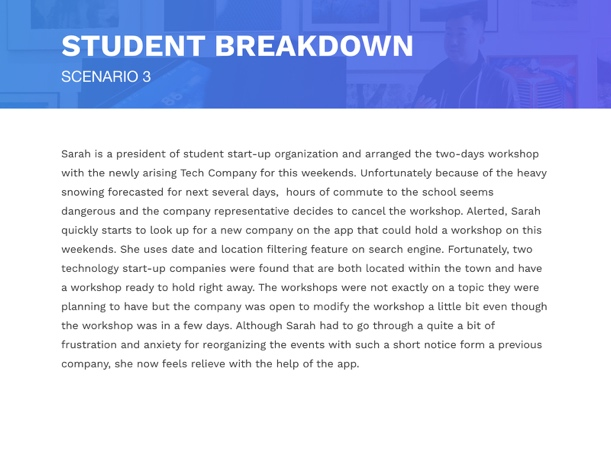 STUDENT BREAKDOWN
SCENARIO 3
Sarah is a president of student start-up organization and arranged the two-days workshop
with the newly arising Tech Company for this weekends. Unfortunately because of the heavy
snowing forecasted for next several days,  hours of commute to the school seems
dangerous and the company representative decides to cancel the workshop. Alerted, Sarah
quickly starts to look up for a new company on the app that could hold a workshop on this
weekends. She uses date and location filtering feature on search engine. Fortunately, two
technology start-up companies were found that are both located within the town and have
a workshop ready to hold right away. The workshops were not exactly on a topic they were
planning to have but the company was open to modify the workshop a little bit even though
the workshop was in a few days. Although Sarah had to go through a quite a bit of
frustration and anxiety for reorganizing the events with such a short notice form a previous
company, she now feels relieve with the help of the app.